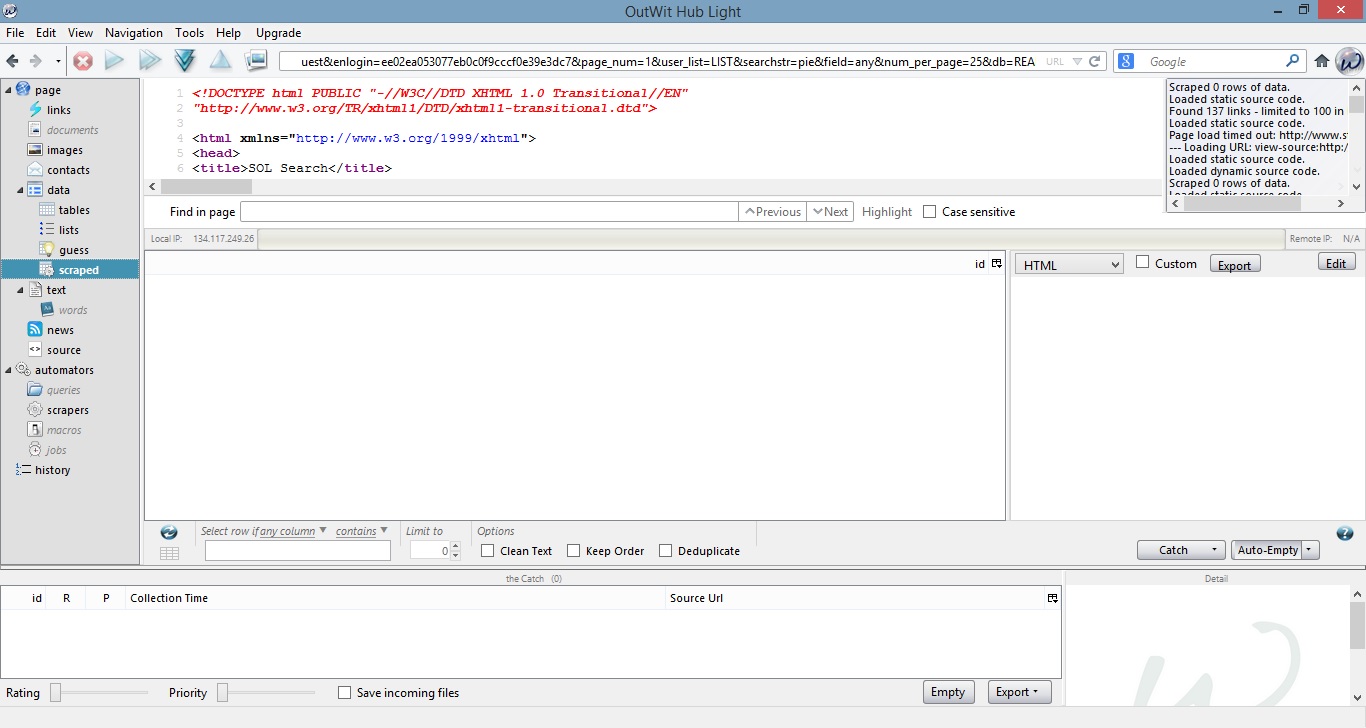 OutWit Hub Light
File Edit View Navigation Tools Help Upgrade
uest&enlogin=ee02ea053077eb0c0f9cccf0e39e3dc7&page_num=1&user_list=LIST&searchstr=pie&field=any&num_per_page=25&db=REA URL Google
page
links
documents
images
contacts
data
tables
lists
guess
scraped
text
words
news
source
automators
queries
scrapers
macros
jobs
history
1 <!DOCTYPE html PUBLIC "-//W3C//DTD XHTML 1.0 Transitional//EN"
2 "http://www.w3.org/TR/xhtml1/DTD/xhtml1-transitional.dtd">
3
4 <html xmlns="http://www.w3.org/1999/xhtml">
5 <head>
6 <title>SOL Search</title>
Scraped 0 rows of data.
Loaded static source code.
Found 137 links - limited to 100 in
Loaded static source code.
Page load timed out: http://www.s
--- Loading URL: view-source:http:/
Loaded static source code.
Loaded dynamic source code.
Scraped 0 rows of data.
Loaded static source code.
Find in page Previous Next Highlight Case sensitive
Local IP: 134.117.249.26 Remote IP: N/A
id HTML Custom Export Edit
Select row if any column contains Limit to Options
0 Clean Text Keep Order Deduplicate Catch Auto-Empty
the Catch (0) Detail
id R P Collection Time Source Url
Rating Priority Save incoming files Empty Export